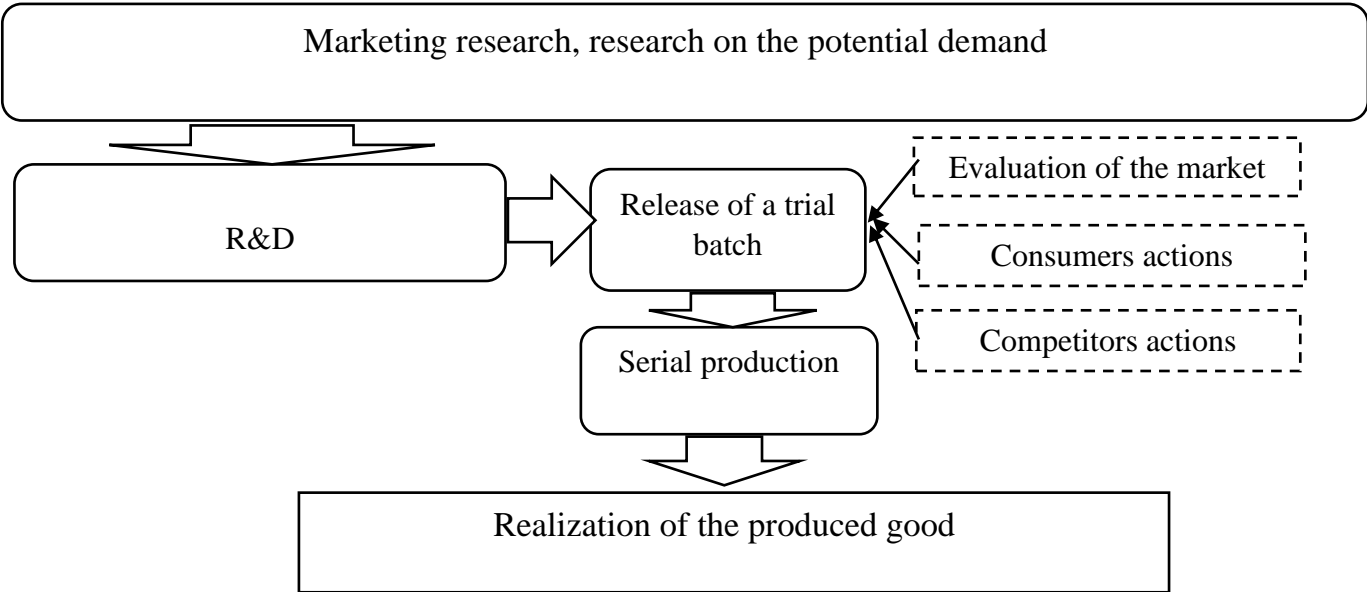 Marketing research, research on the potential demand
R&D
Release of a trial
batch
Evaluation of the market
Consumers actions
Competitors actions
Serial production
Realization of the produced good